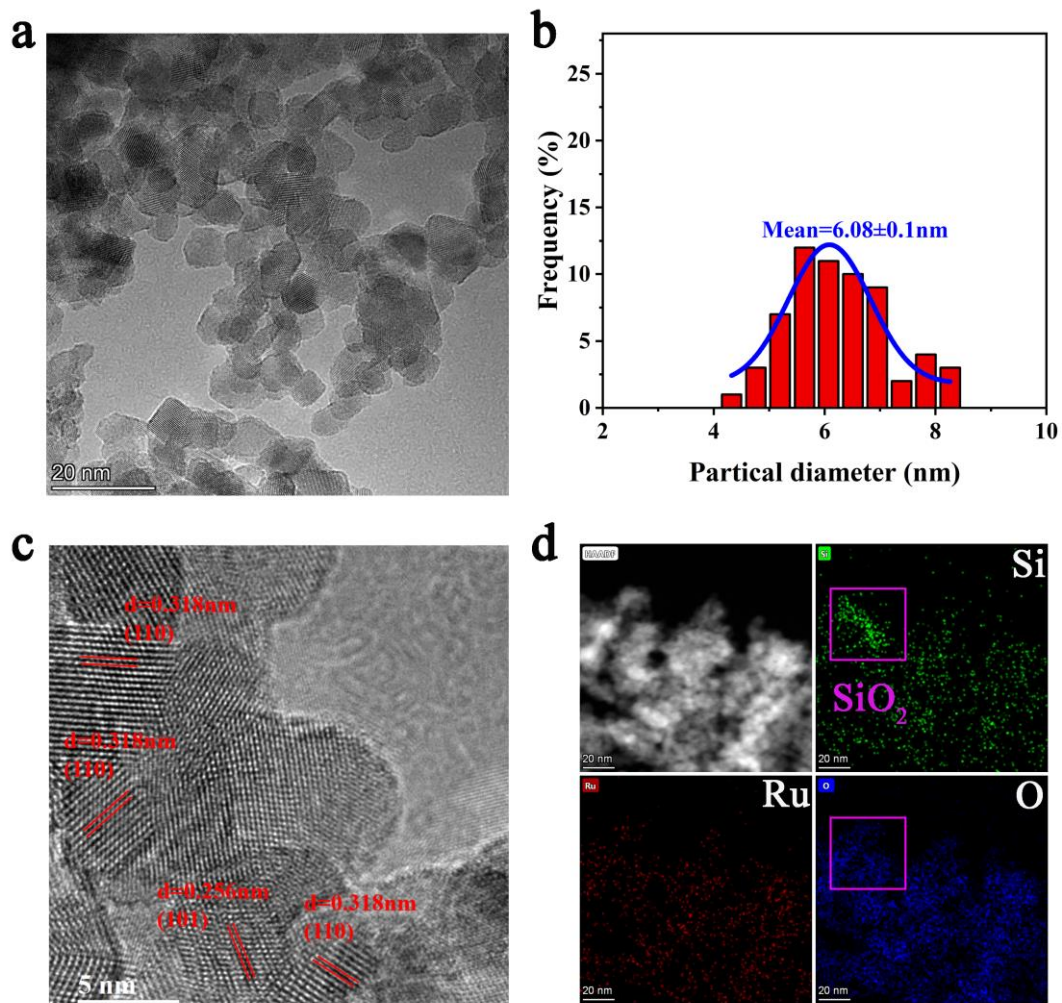 a
20 nm
b
25
20
15
10
5
0
Frequency (%)
Mean=6.08±0.1nm
2
4
6
8
10
Partical diameter (nm)
c
d=0.318nm
(110)
d=0.318nm
(110)
d=0.256nm
(101)
d=0.318nm
(110)
5 nm
d
HAADF
20 nm
Si
Si
SiO₂
20 nm
Ru
Ru
20 nm
O
O
20 nm